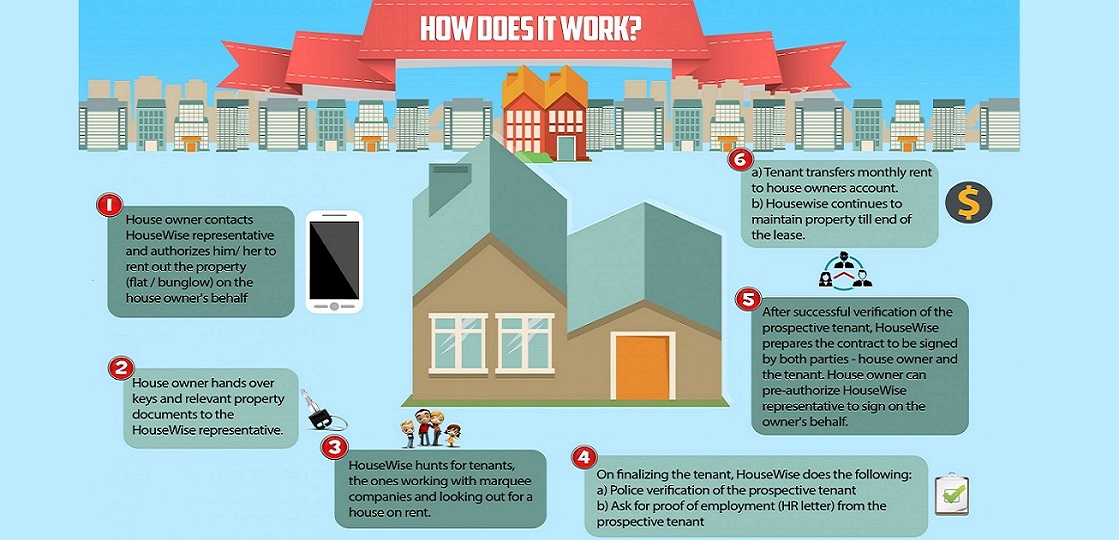 HOW DOES IT WORK?
1
House owner contacts
HouseWise representative
and authorizes him/ her to
rent out the property
(flat / bunglow) on the
house owner's behalf
2
House owner hands over
keys and relevant property
documents to the
HouseWise representative.
3
HouseWise hunts for tenants,
the ones working with marquee
companies and looking out for a
house on rent.
4
On finalizing the tenant, HouseWise does the following:
a) Police verification of the prospective tenant
b) Ask for proof of employment (HR letter) from the
prospective tenant
5
After successful verification of the
prospective tenant, HouseWise
prepares the contract to be signed
by both parties - house owner and
the tenant. House owner can
pre-authorize HouseWise
representative to sign on the
owner's behalf.
6
a) Tenant transfers monthly rent
to house owners account.
b) Housewise continues to
maintain property till end of
the lease.
$